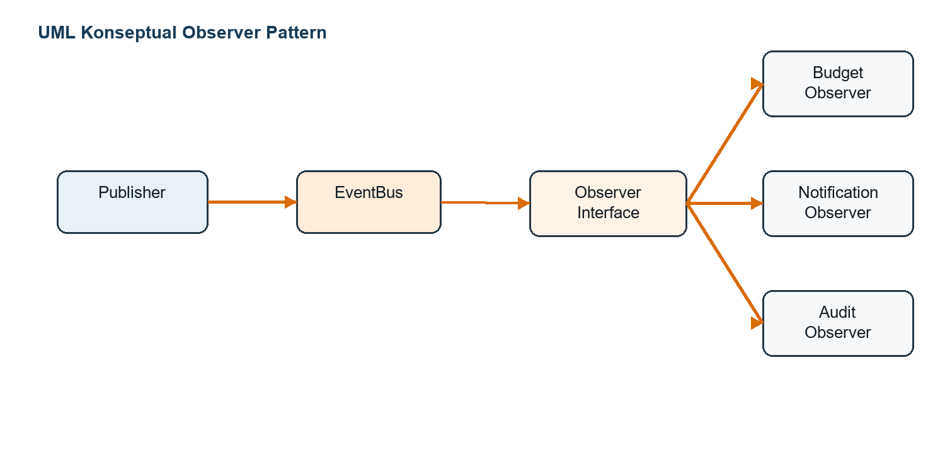 UML Konseptual Observer Pattern
Publisher
EventBus
Observer
Interface
Budget
Observer
Notification
Observer
Audit
Observer